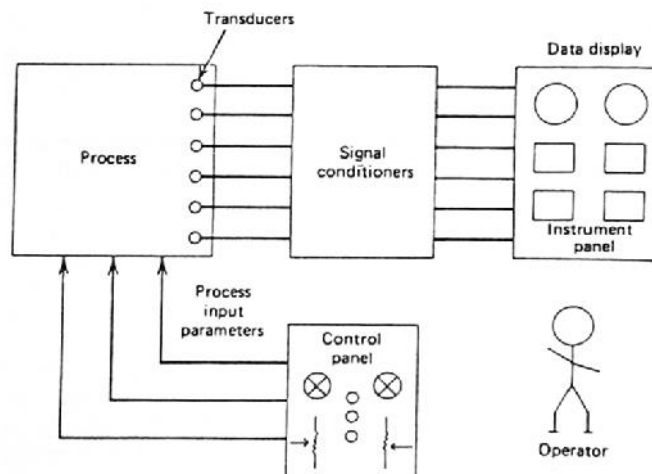 Transducers
Data display
Process
Signal
conditioners
Instrument
panel
Process
input
parameters
Control
panel
Operator